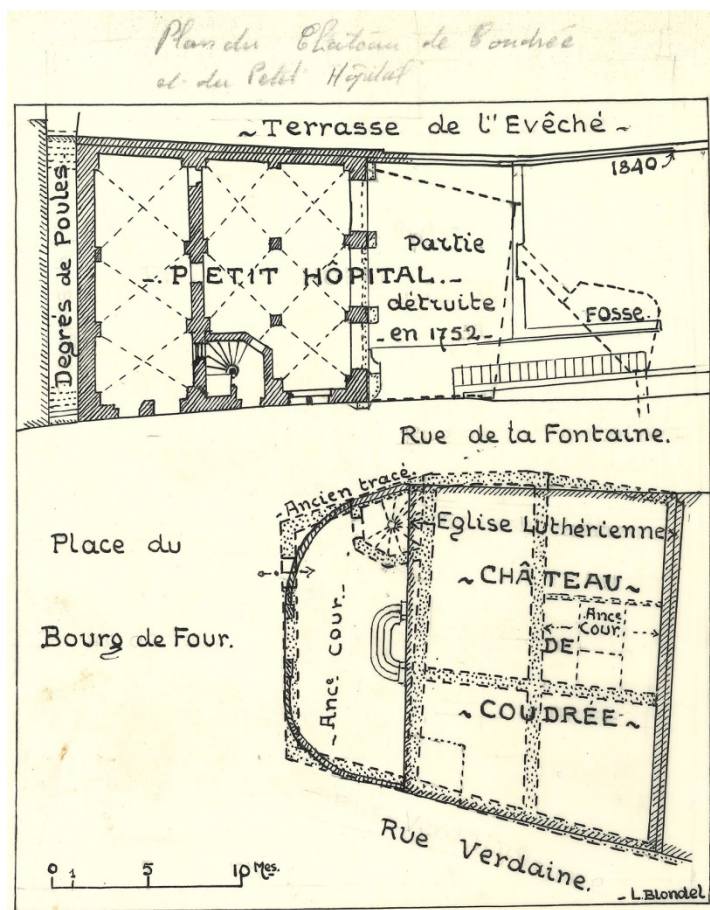 Plan du Château de Coudrée
et du Petit Hôpital
~ Terrasse de l'Evêché ~
1840
Degrés de Poules.
- PETIT HÔPITAL.-
Partie
détruite
en 1752
FOSSE.
Rue de la Fontaine.
Ancien tracé.
Eglise Luthérienne
Place du
Bourg de Four.
~ CHÂTEAU ~
Ance Cour.
Ance
Cour.
DE
~ COUDRÉE ~
Rue Verdaine.
0 1 5 10 Mes.
- L. Blondel